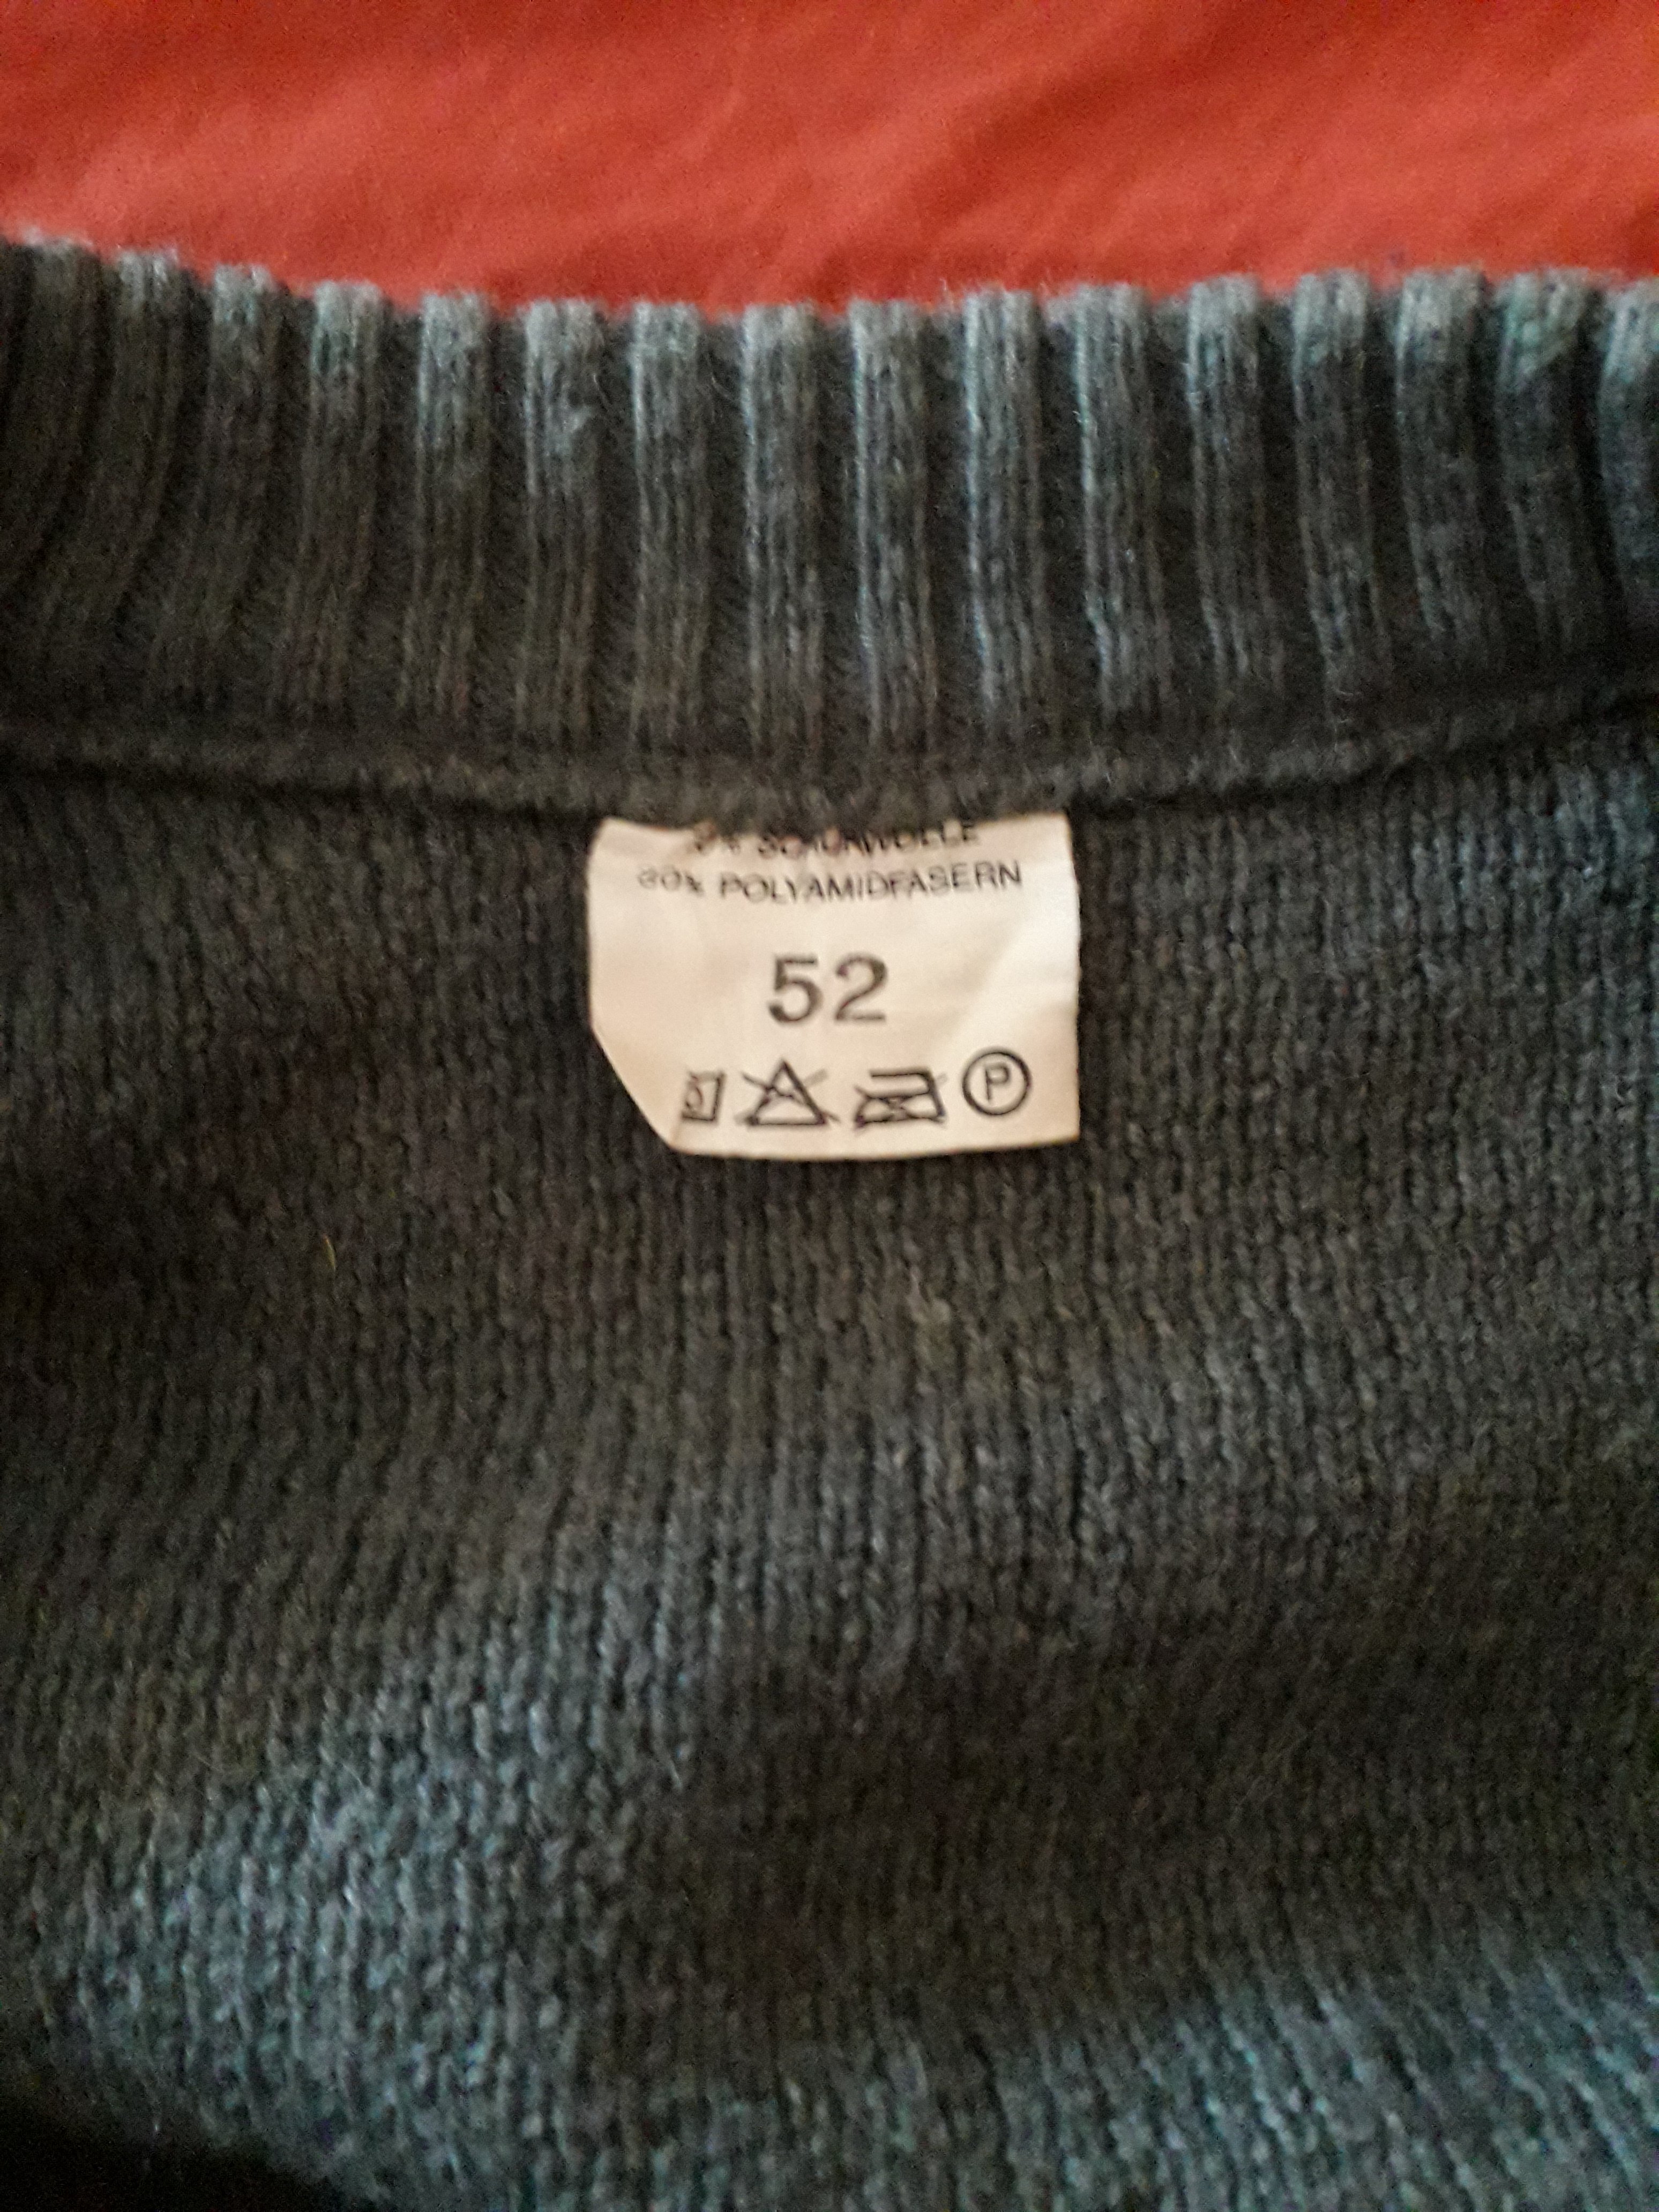 % SCHURWOLLE
% POLYAMIDFASERN
52
P